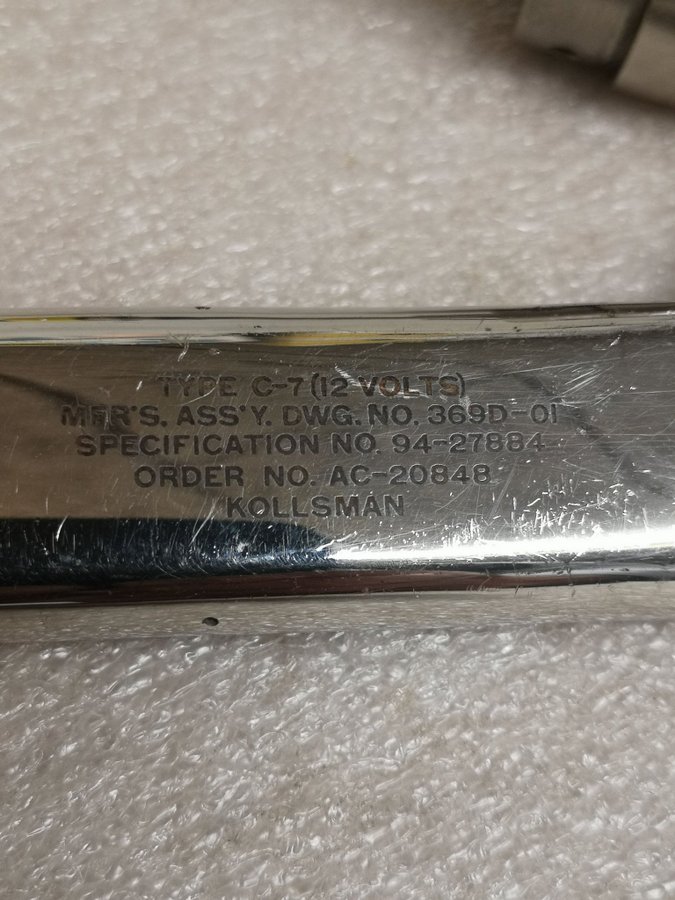 TYPE C-7 (12 VOLTS)
MFR'S. ASS'Y. DWG. NO. 369D-01
SPECIFICATION NO. 94-27884
ORDER NO. AC-20848
KOLLSMAN